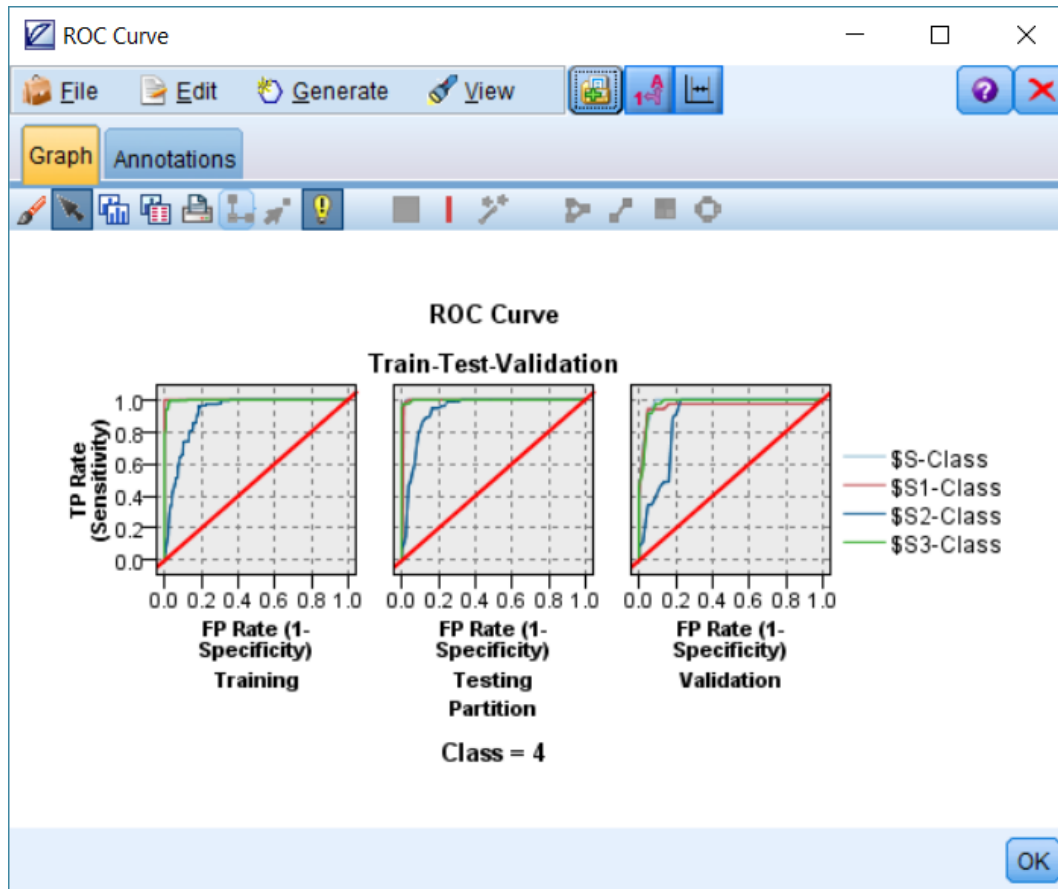 ROC Curve
File Edit Generate View
Graph Annotations
ROC Curve
Train-Test-Validation
TP Rate
(Sensitivity)
1.0
0.8
0.6
0.4
0.2
0.0
0.0 0.2 0.4 0.6 0.8 1.0
FP Rate (1-
Specificity)
Training
0.0 0.2 0.4 0.6 0.8 1.0
FP Rate (1-
Specificity)
Testing
Partition
0.0 0.2 0.4 0.6 0.8 1.0
FP Rate (1-
Specificity)
Validation
$S-Class
$S1-Class
$S2-Class
$S3-Class
Class = 4
OK